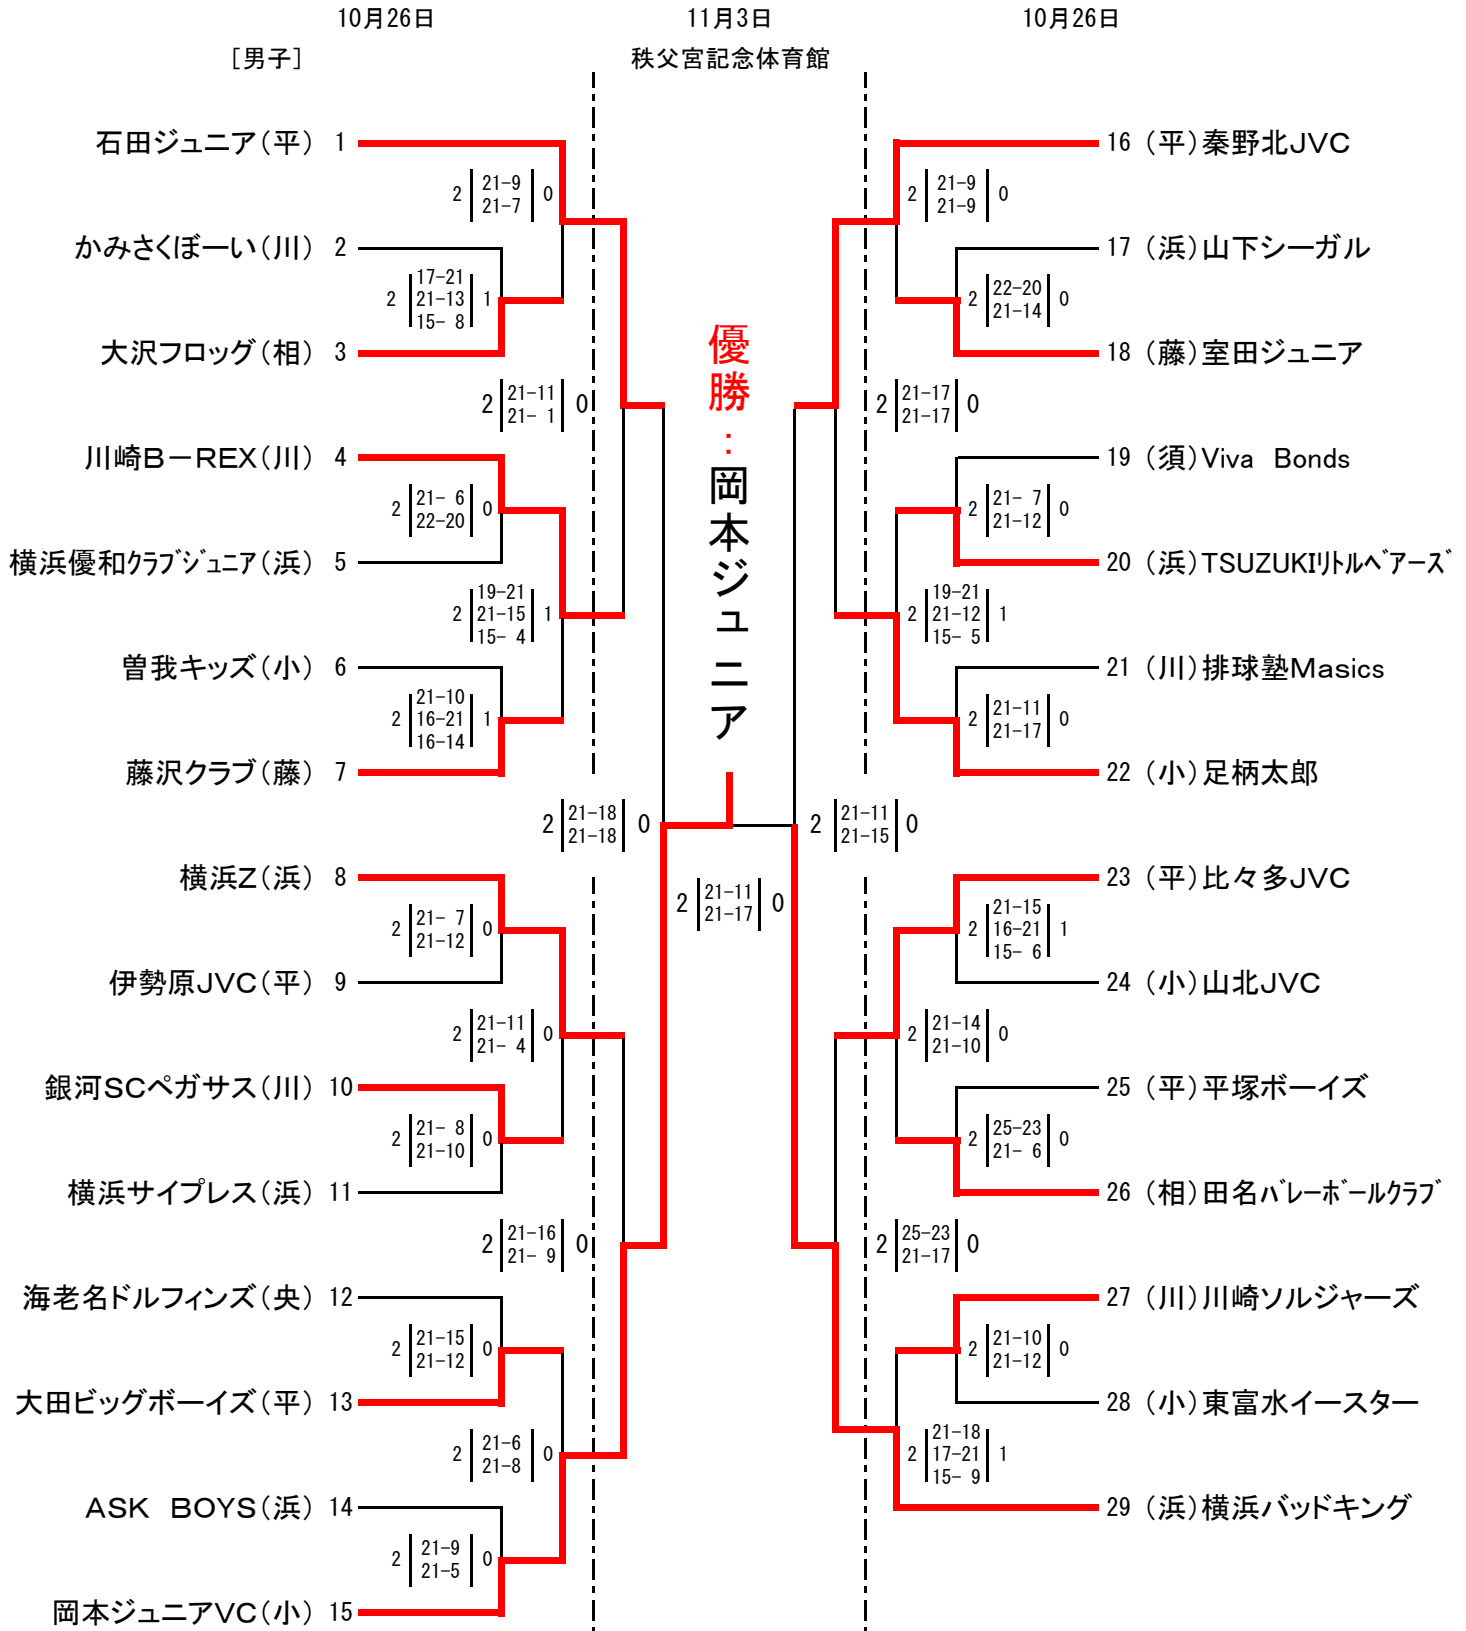 10月26日
11月3日
10月26日
［男子］
秩父宮記念体育館
石田ジュニア（平） 1
2 21-9 0
21-7
かみさくぼーい（川） 2
2 17-21 1
21-13
15- 8
大沢フロッグ（相） 3
2 21-11 0
21- 1
川崎B－REX（川） 4
2 21- 6 0
22-20
横浜優和ｸﾗﾌﾞｼﾞｭﾆｱ（浜） 5
2 19-21 1
21-15
15- 4
曽我キッズ（小） 6
2 21-10 1
16-21
16-14
藤沢クラブ（藤） 7
2 21-18 0
21-18
横浜Z（浜） 8
2 21- 7 0
21-12
伊勢原JVC（平） 9
2 21-11 0
21- 4
銀河SCペガサス（川） 10
2 21- 8 0
21-10
横浜サイプレス（浜） 11
2 21-16 0
21- 9
海老名ドルフィンズ（央） 12
2 21-15 0
21-12
大田ビッグボーイズ（平） 13
2 21-6 0
21-8
ASK　BOYS（浜） 14
2 21-9 0
21-5
岡本ジュニアVC（小） 15
優勝：岡本ジュニア
2 21-11 0
21-17
16 （平）秦野北JVC
2 21-9 0
21-9
17 （浜）山下シーガル
2 22-20 0
21-14
18 （藤）室田ジュニア
2 21-17 0
21-17
19 （須）Viva　Bonds
2 21- 7 0
21-12
20 （浜）TSUZUKIﾘﾄﾙﾍﾞｱｰｽﾞ
2 19-21 1
21-12
15- 5
21 （川）排球塾Masics
2 21-11 0
21-17
22 （小）足柄太郎
2 21-11 0
21-15
23 （平）比々多JVC
2 21-15 1
16-21
15- 6
24 （小）山北JVC
2 21-14 0
21-10
25 （平）平塚ボーイズ
2 25-23 0
21- 6
26 （相）田名ﾊﾞﾚｰﾎﾞｰﾙｸﾗﾌﾞ
2 25-23 0
21-17
27 （川）川崎ソルジャーズ
2 21-10 0
21-12
28 （小）東富水イースター
2 21-18 1
17-21
15- 9
29 （浜）横浜バッドキング